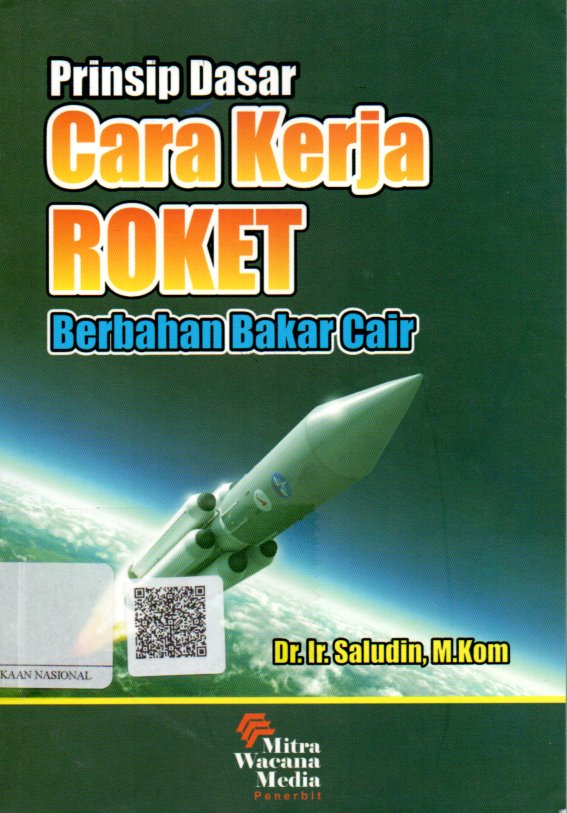 Prinsip Dasar
Cara Kerja
ROKET
Berbahan Bakar Cair
KAAN NASIONAL
Dr. Ir. Saludin, M.Kom
Mitra
Wacana
Media
Penerbit